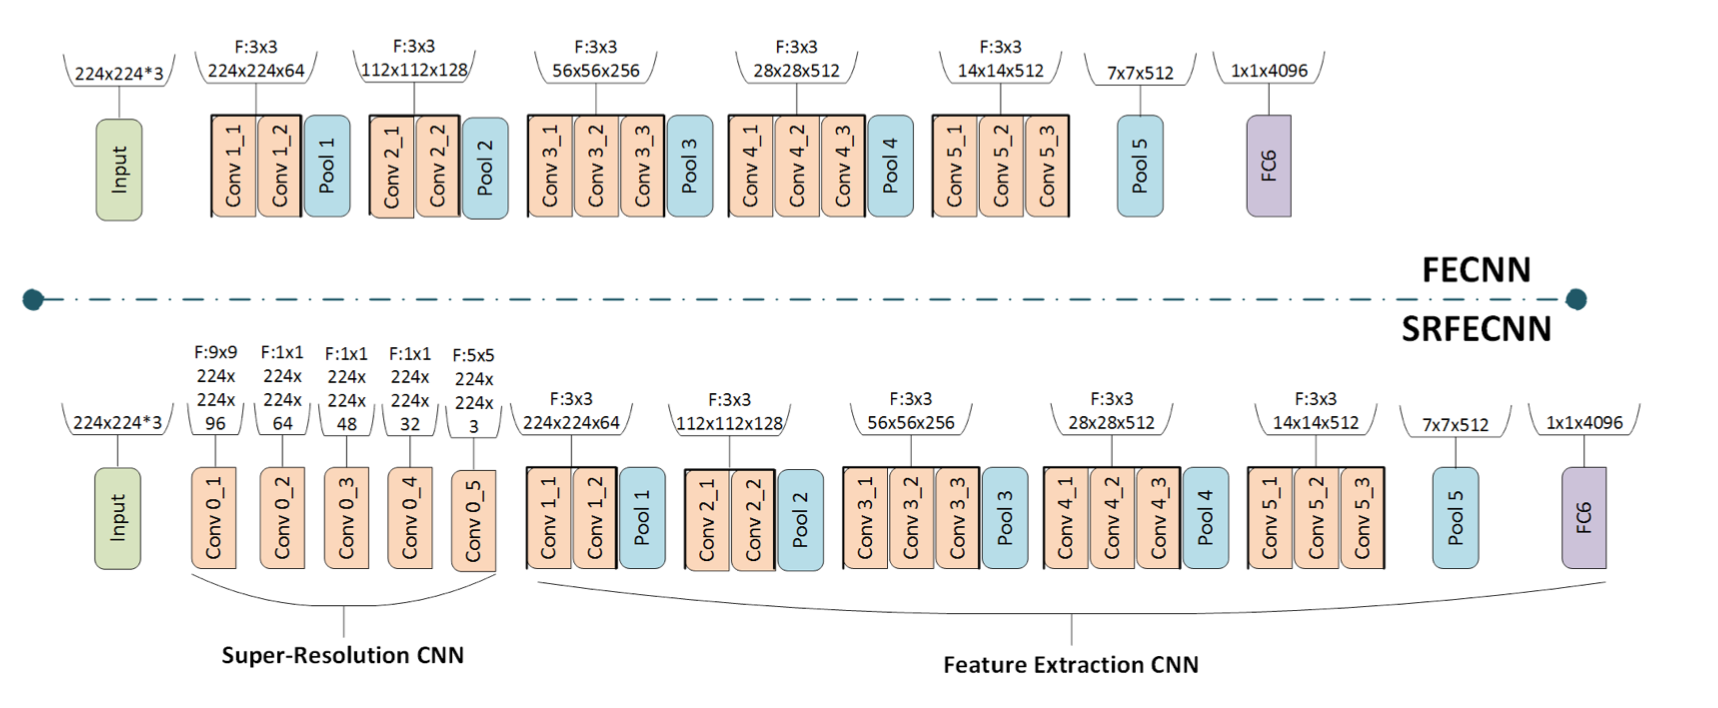 224x224*3
F:3x3
224x224x64
F:3x3
112x112x128
F:3x3
56x56x256
F:3x3
28x28x512
F:3x3
14x14x512
7x7x512
1x1x4096
Input
Conv 1_1
Conv 1_2
Pool 1
Conv 2_1
Conv 2_2
Pool 2
Conv 3_1
Conv 3_2
Conv 3_3
Pool 3
Conv 4_1
Conv 4_2
Conv 4_3
Pool 4
Conv 5_1
Conv 5_2
Conv 5_3
Pool 5
FC6
FECNN
SRFECNN
224x224*3
F:9x9
224x
224x
96
F:1x1
224x
224x
64
F:1x1
224x
224x
48
F:1x1
224x
224x
32
F:5x5
224x
224x
3
F:3x3
224x224x64
F:3x3
112x112x128
F:3x3
56x56x256
F:3x3
28x28x512
F:3x3
14x14x512
7x7x512
1x1x4096
Input
Conv 0_1
Conv 0_2
Conv 0_3
Conv 0_4
Conv 0_5
Conv 1_1
Conv 1_2
Pool 1
Conv 2_1
Conv 2_2
Pool 2
Conv 3_1
Conv 3_2
Conv 3_3
Pool 3
Conv 4_1
Conv 4_2
Conv 4_3
Pool 4
Conv 5_1
Conv 5_2
Conv 5_3
Pool 5
FC6
Super-Resolution CNN
Feature Extraction CNN